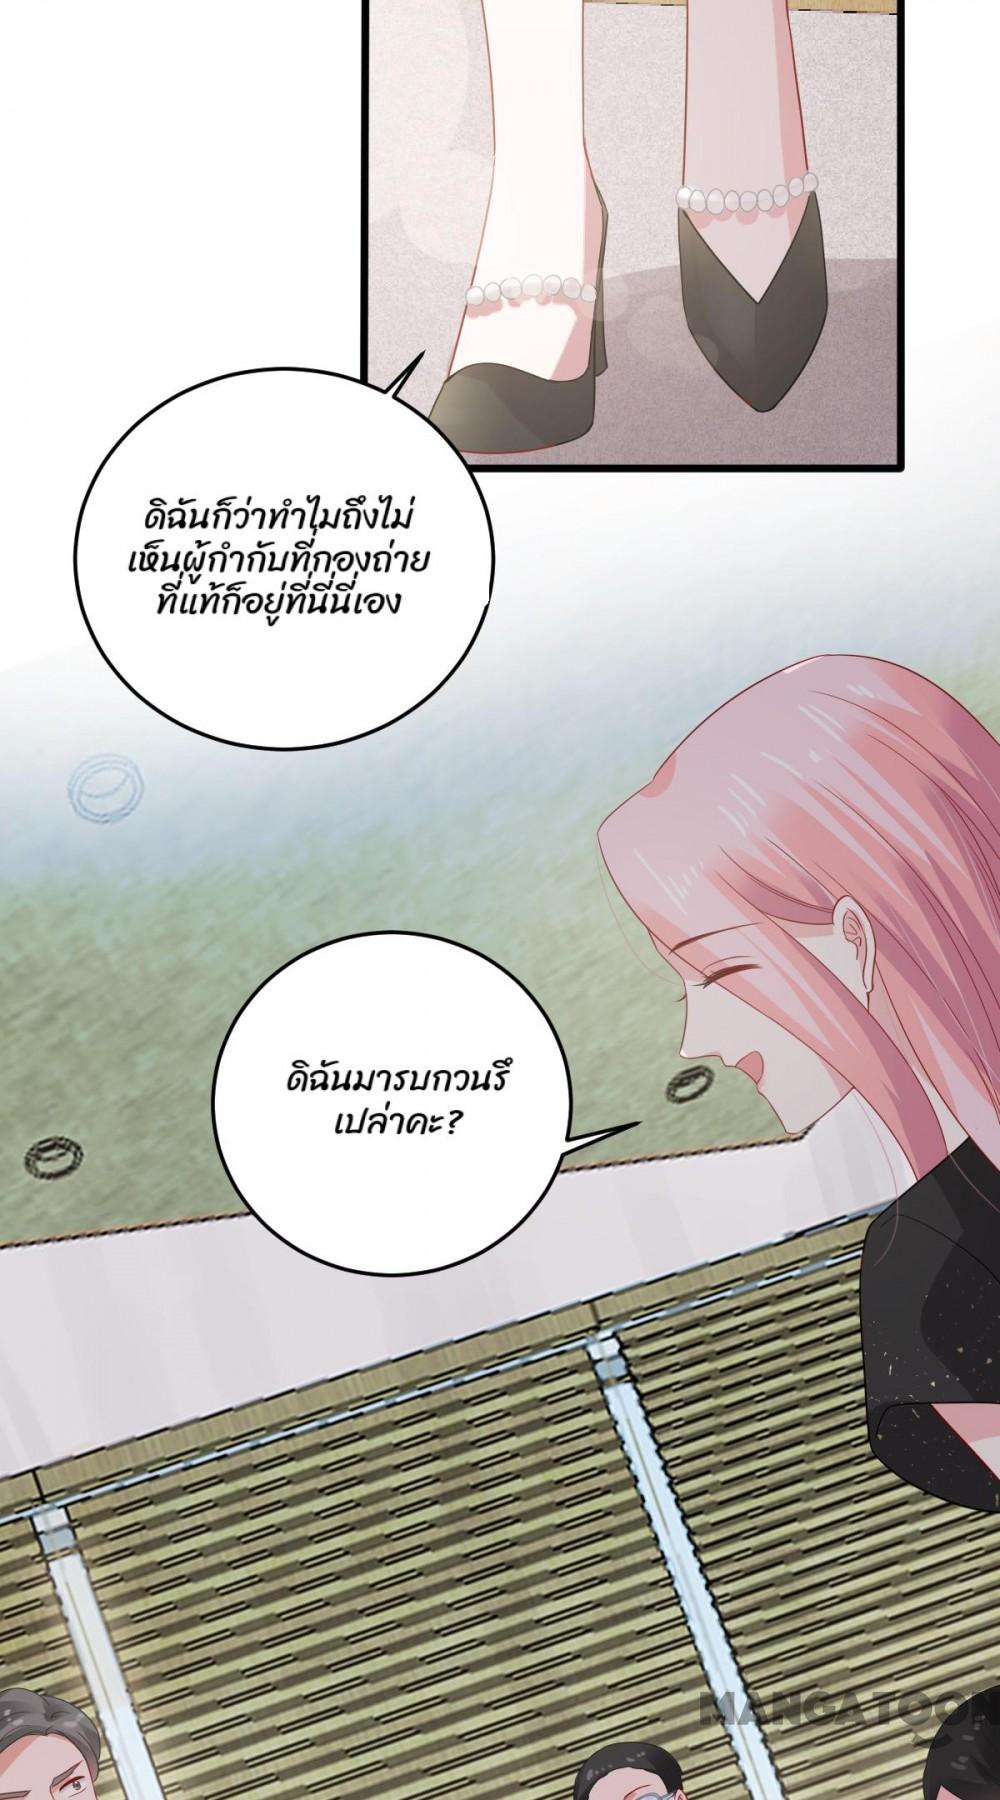 ดิฉันก็ว่าทำไมถึงไม่
เห็นผู้กำกับที่กองถ่าย
ที่แท้ก็อยู่ที่นี่นี่เอง
ดิฉันมารบกวนรึ
เปล่าคะ?
MANGATOON